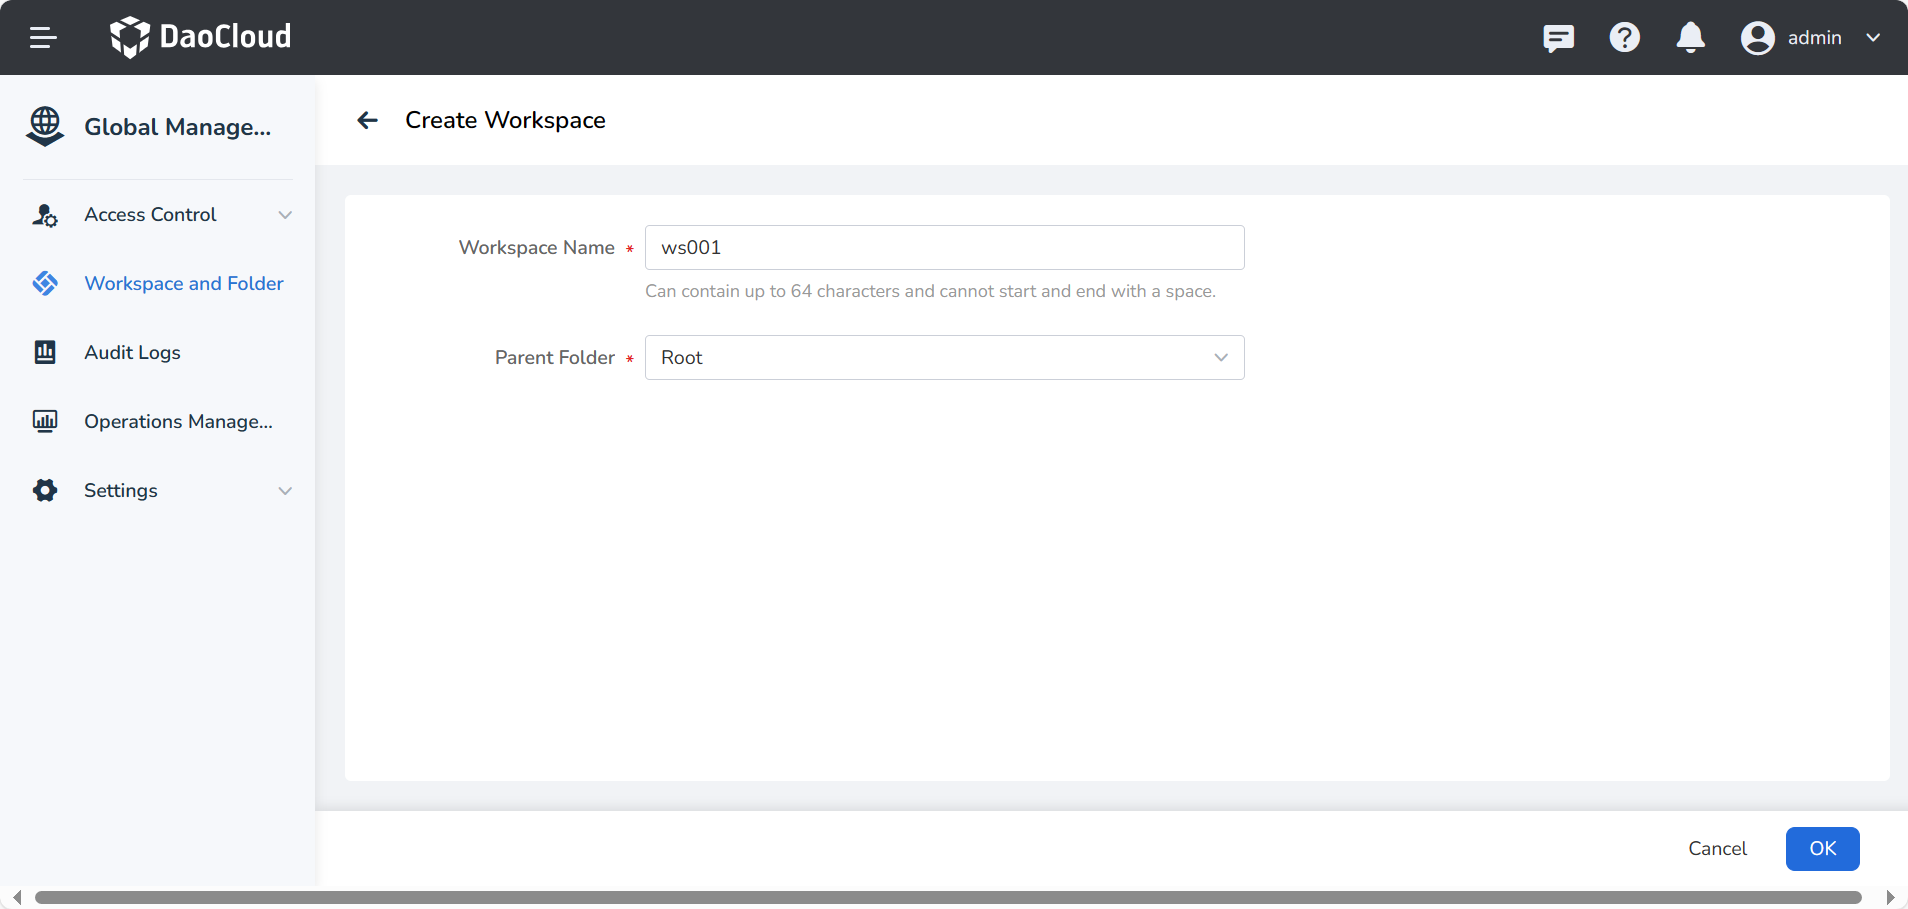 DaoCloud
admin
Global Manage...
Create Workspace
Access Control
Workspace and Folder
Audit Logs
Operations Manage...
Settings
Workspace Name *
ws001
Can contain up to 64 characters and cannot start and end with a space.
Parent Folder *
Root
Cancel
OK